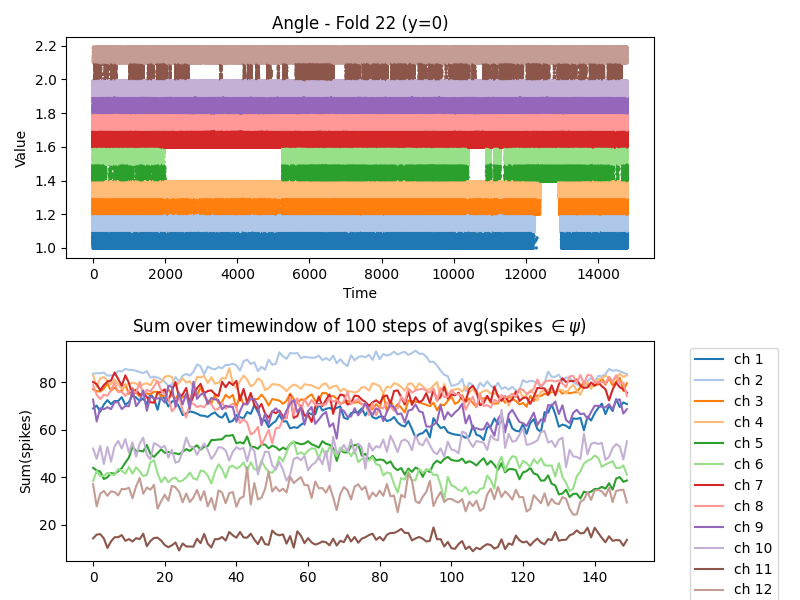 Angle - Fold 22 (y=0)
2.2
2.0
1.8
1.6
1.4
1.2
1.0
Value
0 2000 4000 6000 8000 10000 12000 14000
Time
Sum over timewindow of 100 steps of avg(spikes ∈ψ)
80
60
40
20
Sum(spikes)
0 20 40 60 80 100 120 140
ch 1
ch 2
ch 3
ch 4
ch 5
ch 6
ch 7
ch 8
ch 9
ch 10
ch 11
ch 12